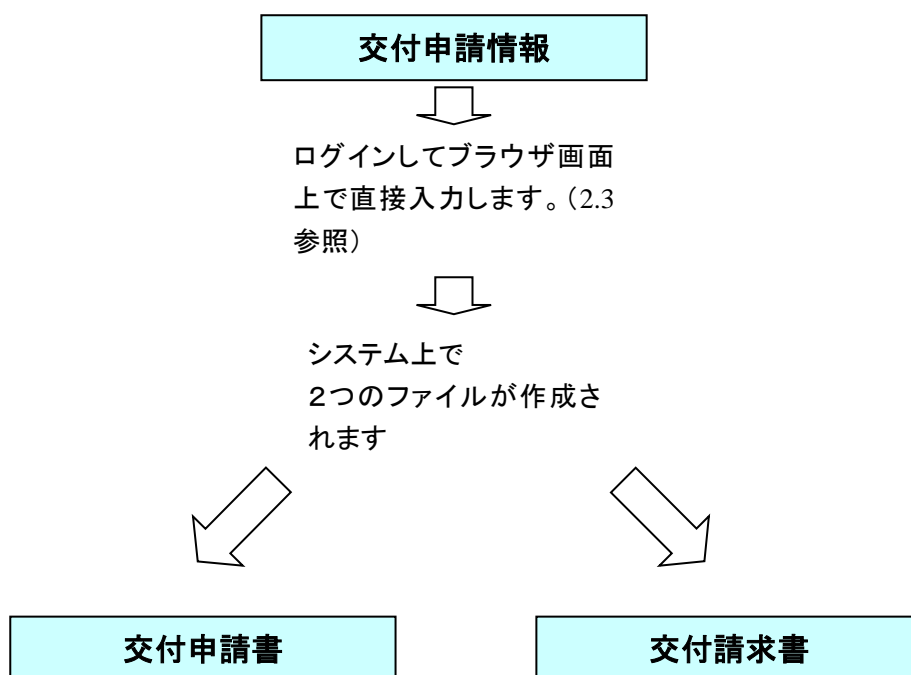 交付申請情報
ログインしてブラウザ画面
上で直接入力します。（2.3
参照）
システム上で
２つのファイルが作成さ
れます
交付申請書
交付請求書